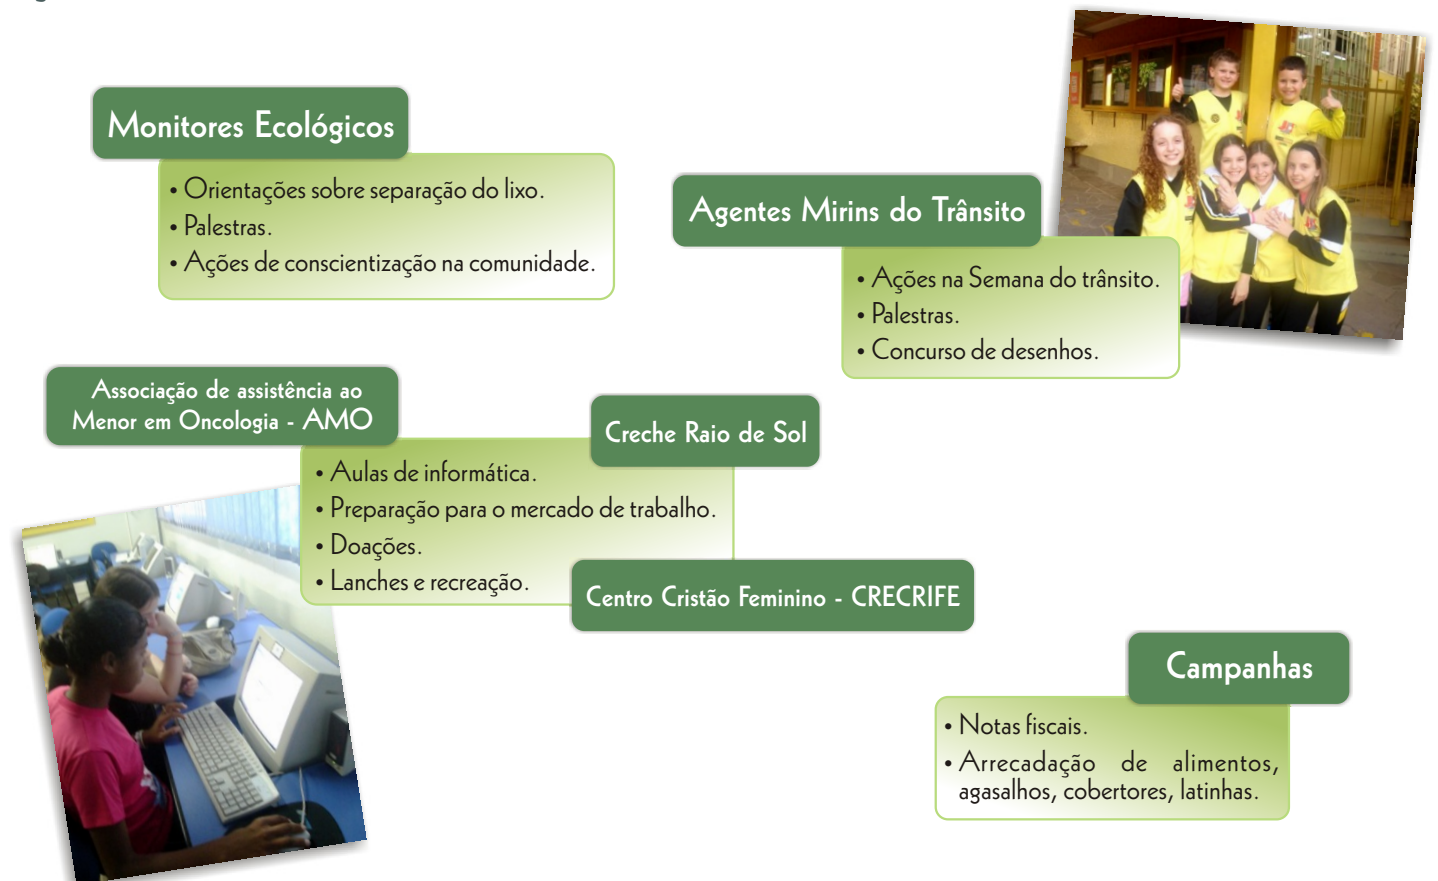 Monitores Ecológicos
• Orientações sobre separação do lixo.
• Palestras.
• Ações de conscientização na comunidade.
Agentes Mirins do Trânsito
• Ações na Semana do trânsito.
• Palestras.
• Concurso de desenhos.
Associação de assistência ao
Menor em Oncologia - AMO
Creche Raio de Sol
• Aulas de informática.
• Preparação para o mercado de trabalho.
• Doações.
• Lanches e recreação.
Centro Cristão Feminino - CRECRIFE
Campanhas
• Notas fiscais.
• Arrecadação de alimentos,
agasalhos, cobertores, latinhas.